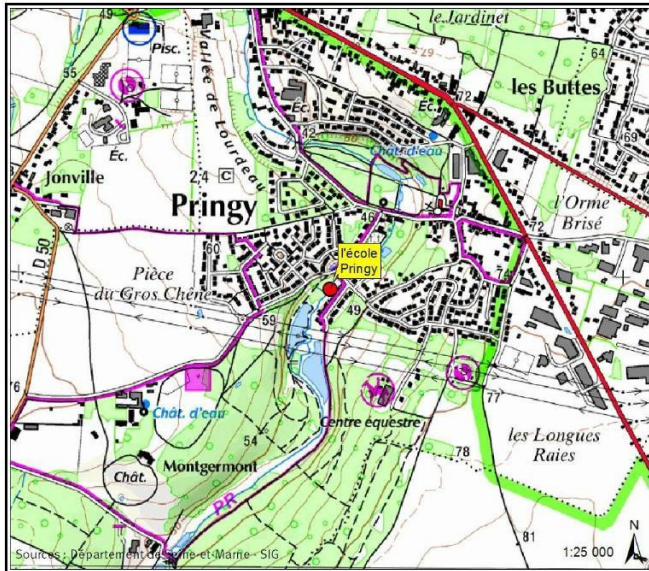 49
Pisc.
le Jardinet
64
les Buttes
55
Vallée de Lourdeau
Éc.
Éc.
72
69
Éc.
Chât. d'eau
Jonville
2,4
C
Pringy
46
l'Orme
Brisé
72
60
l'école
Pringy
74
D 50
Pièce
du Gros Chêne
59
49
77
76
Chât. d'eau
Centre équestre
les Longues
Raies
54
78
Chât.
Montgermont
PR
81
N
Sources : Département de Seine-et-Marne - SIG
1:25 000